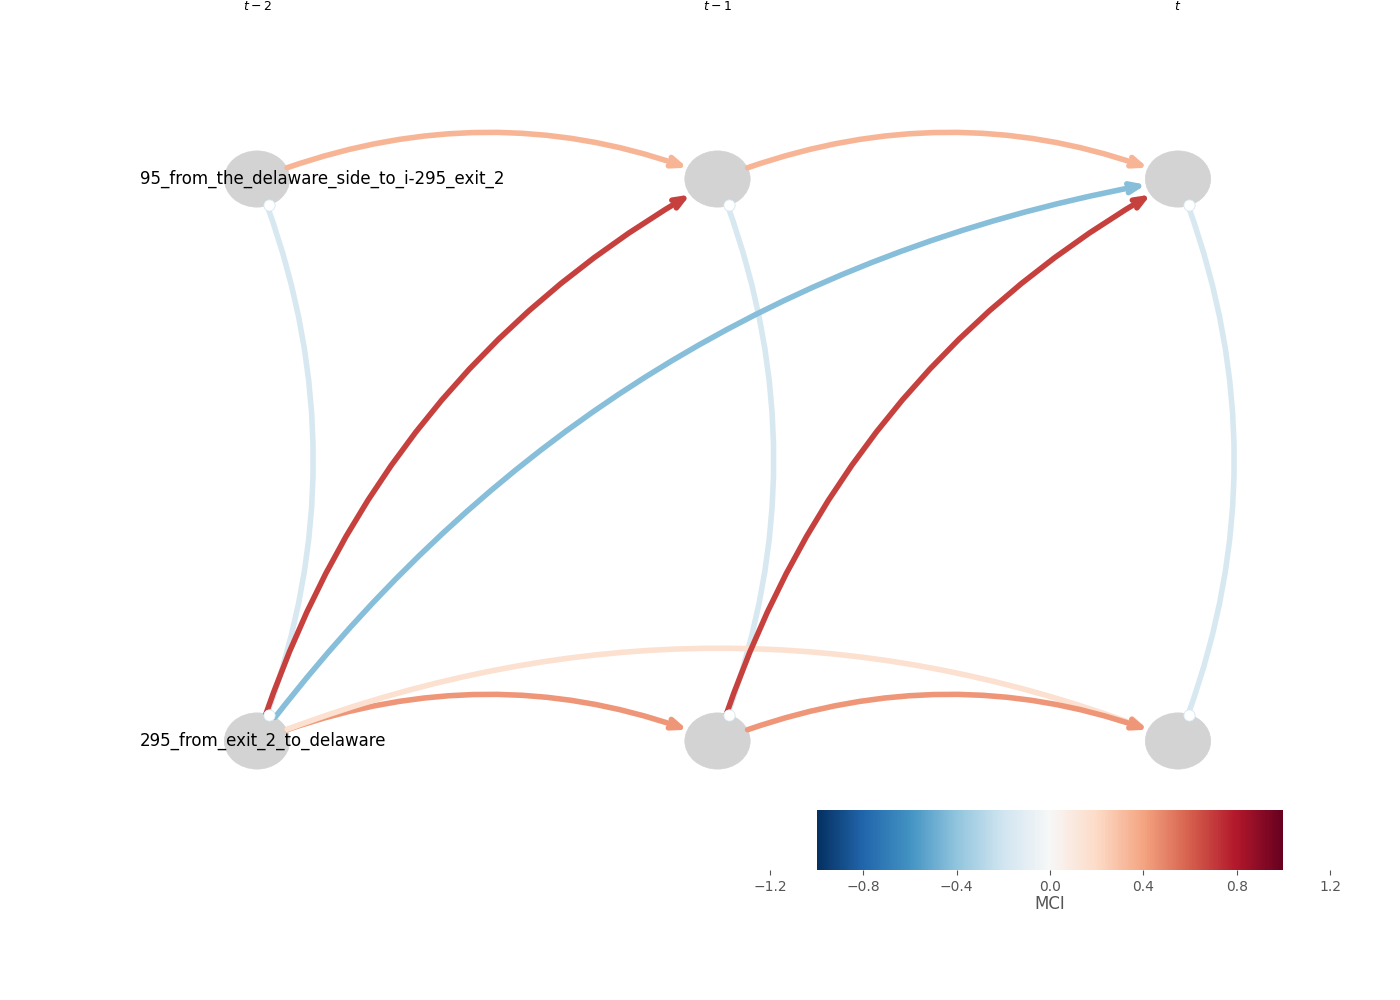 t − 2 t − 1 t
95_from_the_delaware_side_to_i-295_exit_2
295_from_exit_2_to_delaware
−1.2 −0.8 −0.4 0.0 0.4 0.8 1.2
MCI